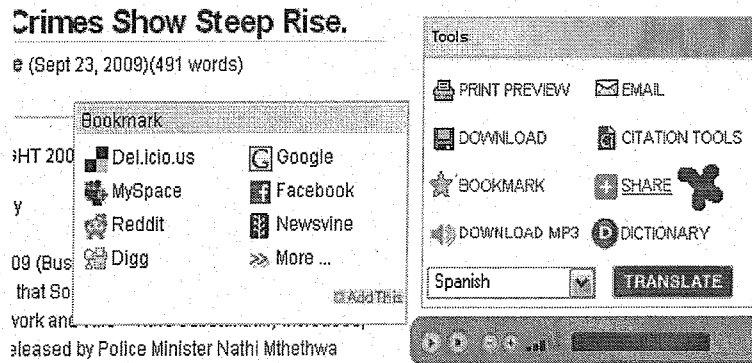 Crimes Show Steep Rise.
e (Sept 23, 2009)(491 words)
Bookmark
GHT 200
Del.icio.us
Google
MySpace
Facebook
y
Reddit
Newsvine
Digg
More ...
09 (Bus
that So
AddThis
work and
eleased by Police Minister Nathi Mthethwa
Tools
PRINT PREVIEW
EMAIL
DOWNLOAD
CITATION TOOLS
BOOKMARK
SHARE
DOWNLOAD MP3
DICTIONARY
Spanish
TRANSLATE